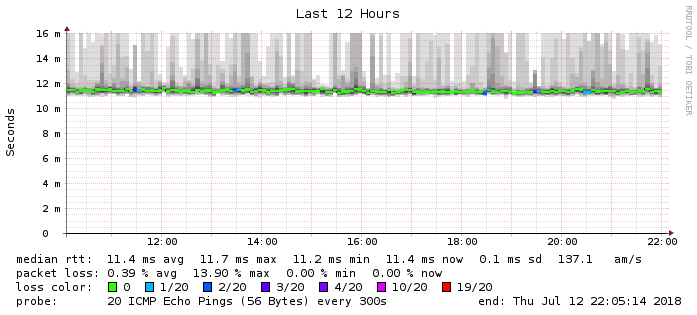 Last 12 Hours
RRDTOOL / TOBI OETIKER
Seconds
16 m
14 m
12 m
10 m
8 m
6 m
4 m
2 m
0
12:00 14:00 16:00 18:00 20:00 22:00
median rtt: 11.4 ms avg 11.7 ms max 11.2 ms min 11.4 ms now 0.1 ms sd 137.1 am/s
packet loss: 0.39 % avg 13.90 % max 0.00 % min 0.00 % now
loss color: 0 1/20 2/20 3/20 4/20 10/20 19/20
probe: 20 ICMP Echo Pings (56 Bytes) every 300s end: Thu Jul 12 22:05:14 2018